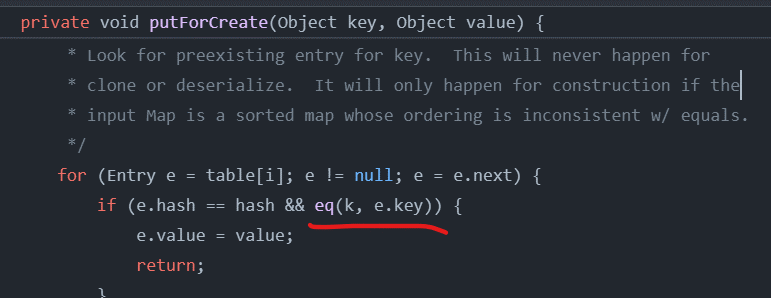 private void putForCreate(Object key, Object value) {
* Look for preexisting entry for key.  This will never happen for
* clone or deserialize.  It will only happen for construction if the
* input Map is a sorted map whose ordering is inconsistent w/ equals.
*/
for (Entry e = table[i]; e != null; e = e.next) {
if (e.hash == hash && eq(k, e.key)) {
e.value = value;
return;
}